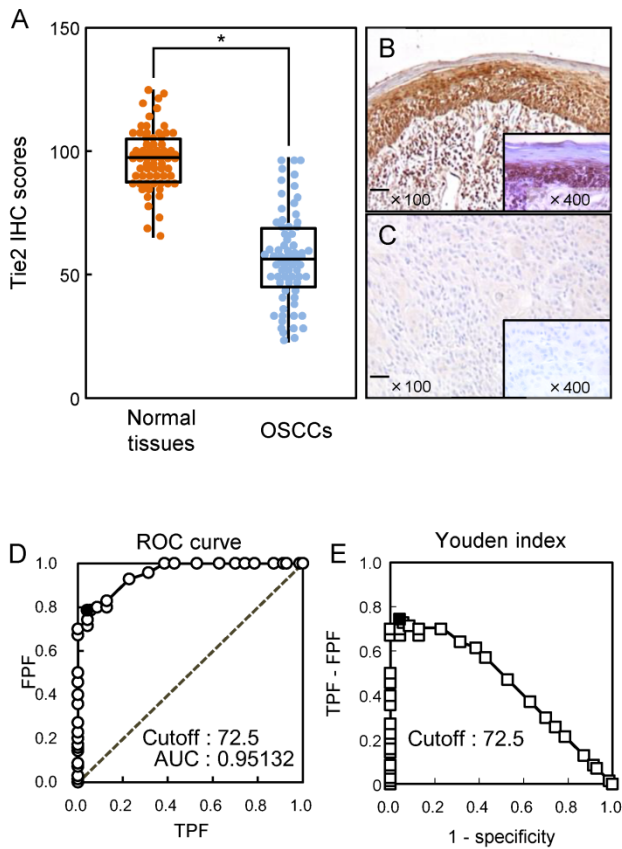 A
150
*
100
50
0
Tie2 IHC scores
Normal
tissues
OSCCs
B
× 100
× 400
C
× 100
× 400
D
ROC curve
1.0
0.8
0.6
0.4
0.2
0.0
FPF
Cutoff : 72.5
AUC : 0.95132
0.0 0.2 0.4 0.6 0.8 1.0
TPF
E
Youden index
1.0
0.8
0.6
0.4
0.2
0.0
TPF - FPF
Cutoff : 72.5
0.0 0.2 0.4 0.6 0.8 1.0
1 - specificity